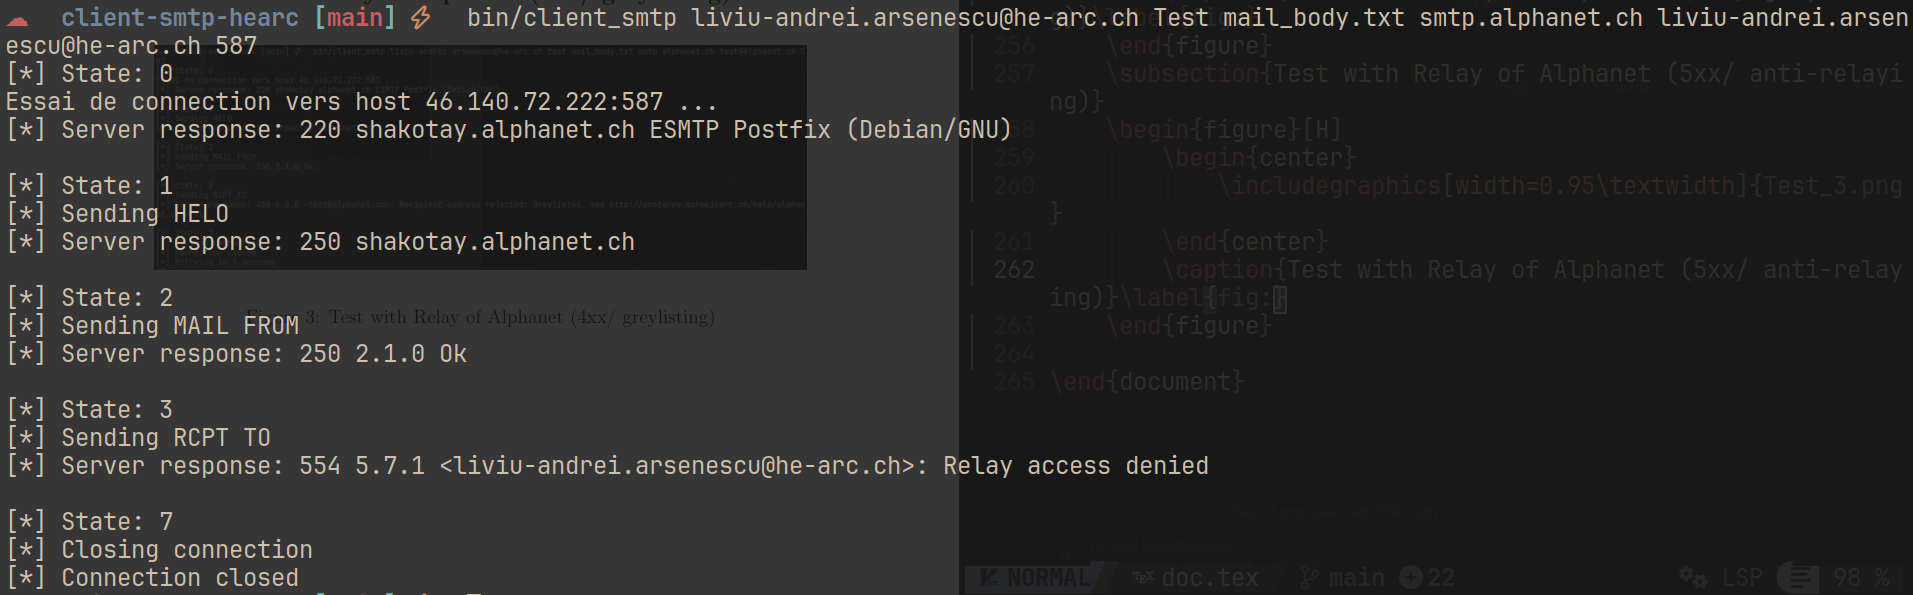 client-smtp-hearc [main] ⚡ bin/client_smtp liviu-andrei.arsenescu@he-arc.ch Test mail_body.txt smtp.alphanet.ch liviu-andrei.arsen
escu@he-arc.ch 587
[*] State: 0
Essai de connection vers host 46.140.72.222:587 ...
[*] Server response: 220 shakotay.alphanet.ch ESMTP Postfix (Debian/GNU)
[*] State: 1
[*] Sending HELO
[*] Server response: 250 shakotay.alphanet.ch
[*] State: 2
[*] Sending MAIL FROM
[*] Server response: 250 2.1.0 Ok
[*] State: 3
[*] Sending RCPT TO
[*] Server response: 554 5.7.1 <liviu-andrei.arsenescu@he-arc.ch>: Relay access denied
[*] State: 7
[*] Closing connection
[*] Connection closed
3: Test with Relay of Alphanet (4xx/ greylisting)
256 \end{figure}
257 \subsection{Test with Relay of Alphanet (5xx/ anti-relayi
ng)}
258 \begin{figure}[H]
259 \begin{center}
260 \includegraphics[width=0.95\textwidth]{Test_3.png
}
261 \end{center}
262 \caption{Test with Relay of Alphanet (5xx/ anti-relay
ing)}\label{fig:}
263 \end{figure}
264
265 \end{document}
NORMAL doc.tex main 22 LSP 98 %